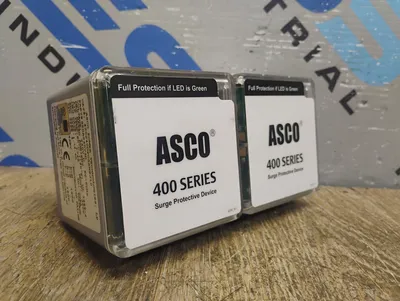 INDUSTRIAL
Full Protection if LED is Green
ASCO®
400 SERIES
Surge Protective Device
Full Protection if LED is Green
ASCO®
400 SERIES
Surge Protective Device